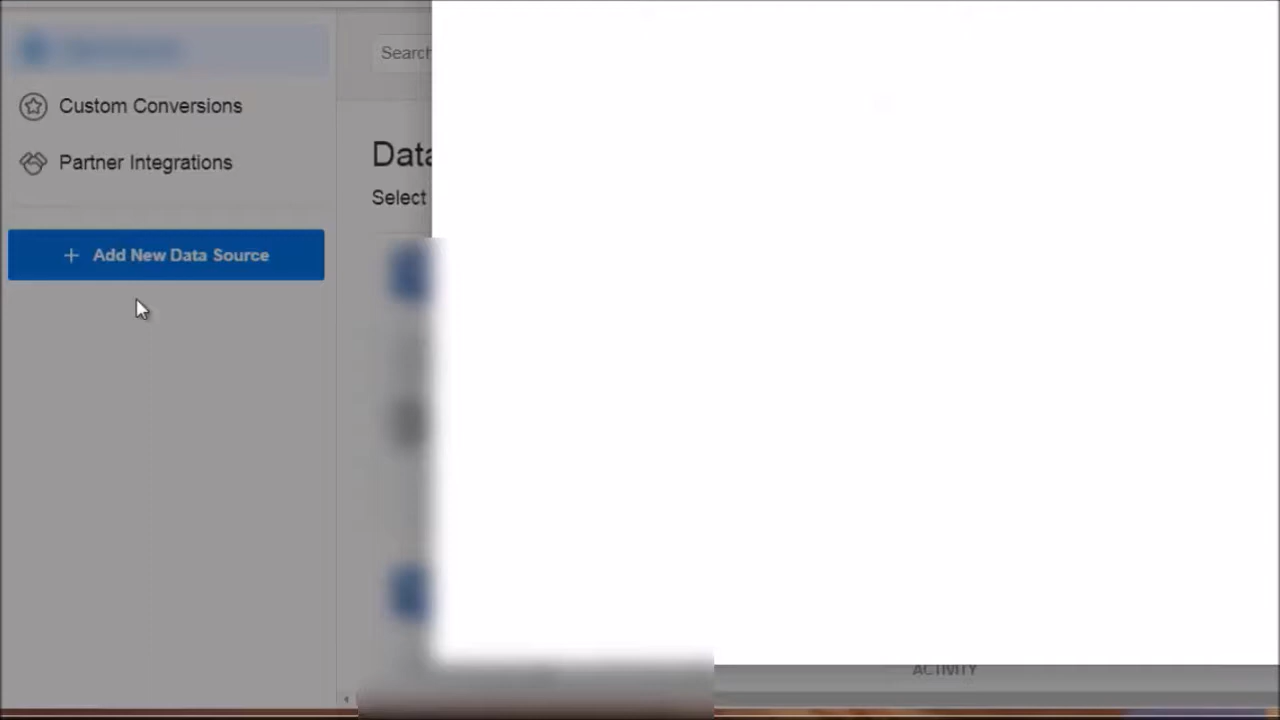 Search
Custom Conversions
Partner Integrations
Data
Select
+ Add New Data Source
ACTIVITY